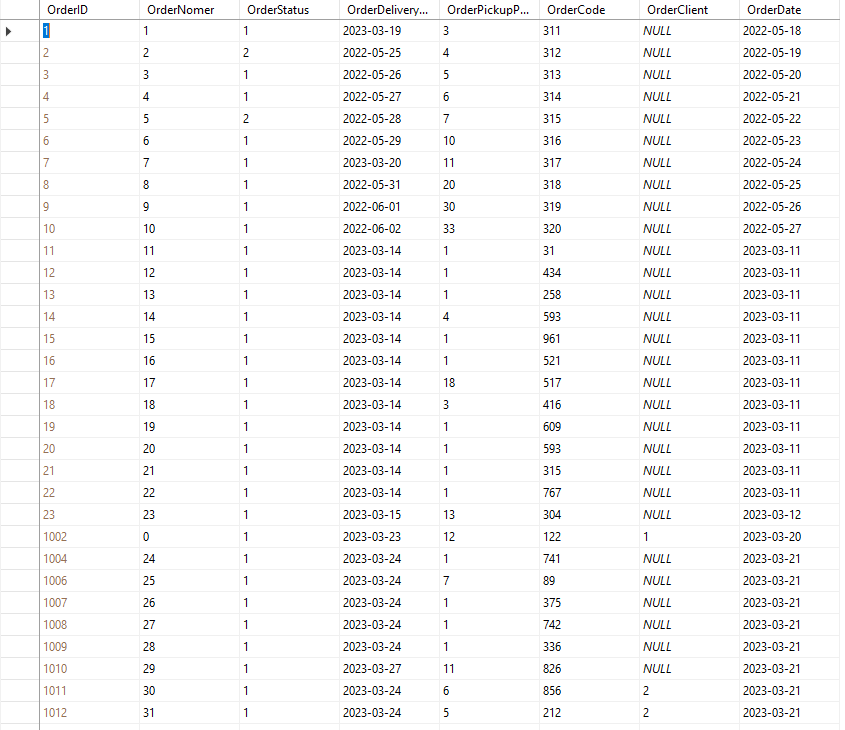 OrderID OrderNomer OrderStatus OrderDelivery... OrderPickupP... OrderCode OrderClient OrderDate
1 1 1 2023-03-19 3 311 NULL 2022-05-18
2 2 2 2022-05-25 4 312 NULL 2022-05-19
3 3 1 2022-05-26 5 313 NULL 2022-05-20
4 4 1 2022-05-27 6 314 NULL 2022-05-21
5 5 2 2022-05-28 7 315 NULL 2022-05-22
6 6 1 2022-05-29 10 316 NULL 2022-05-23
7 7 1 2023-03-20 11 317 NULL 2022-05-24
8 8 1 2022-05-31 20 318 NULL 2022-05-25
9 9 1 2022-06-01 30 319 NULL 2022-05-26
10 10 1 2022-06-02 33 320 NULL 2022-05-27
11 11 1 2023-03-14 1 31 NULL 2023-03-11
12 12 1 2023-03-14 1 434 NULL 2023-03-11
13 13 1 2023-03-14 1 258 NULL 2023-03-11
14 14 1 2023-03-14 4 593 NULL 2023-03-11
15 15 1 2023-03-14 1 961 NULL 2023-03-11
16 16 1 2023-03-14 1 521 NULL 2023-03-11
17 17 1 2023-03-14 18 517 NULL 2023-03-11
18 18 1 2023-03-14 3 416 NULL 2023-03-11
19 19 1 2023-03-14 1 609 NULL 2023-03-11
20 20 1 2023-03-14 1 593 NULL 2023-03-11
21 21 1 2023-03-14 1 315 NULL 2023-03-11
22 22 1 2023-03-14 1 767 NULL 2023-03-11
23 23 1 2023-03-15 13 304 NULL 2023-03-12
1002 0 1 2023-03-23 12 122 1 2023-03-20
1004 24 1 2023-03-24 1 741 NULL 2023-03-21
1006 25 1 2023-03-24 7 89 NULL 2023-03-21
1007 26 1 2023-03-24 1 375 NULL 2023-03-21
1008 27 1 2023-03-24 1 742 NULL 2023-03-21
1009 28 1 2023-03-24 1 336 NULL 2023-03-21
1010 29 1 2023-03-27 11 826 NULL 2023-03-21
1011 30 1 2023-03-24 6 856 2 2023-03-21
1012 31 1 2023-03-24 5 212 2 2023-03-21